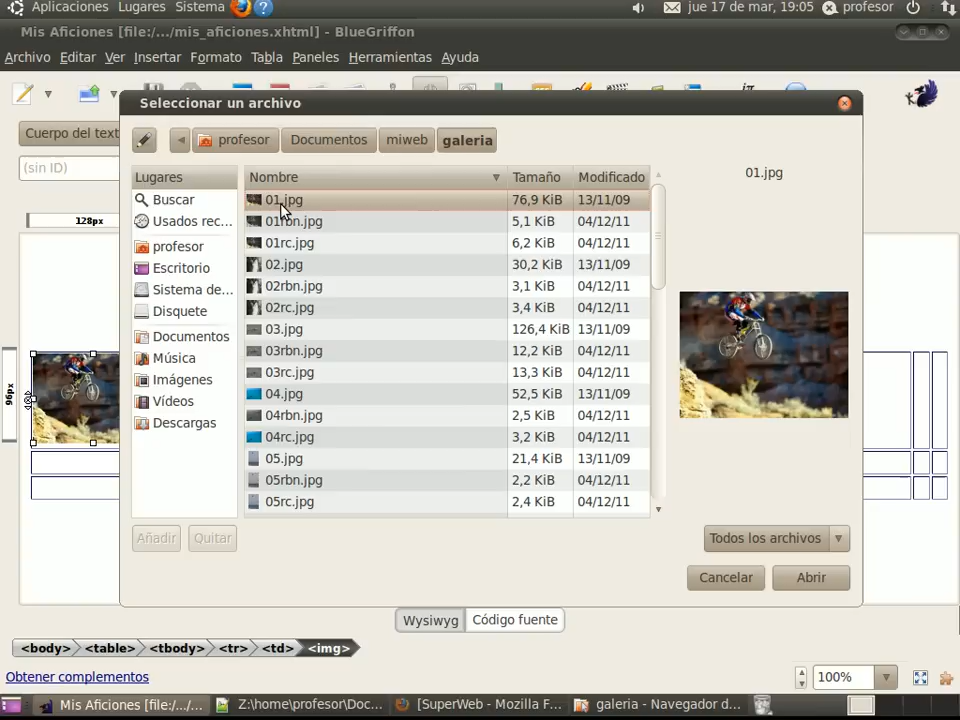 Aplicaciones Lugares Sistema jue 17 de mar, 19:05 profesor
Mis Aficiones [file:/.../mis_aficiones.xhtml] - BlueGriffon
Archivo Editar Ver Insertar Formato Tabla Paneles Herramientas Ayuda
Seleccionar un archivo
Cuerpo del text
profesor Documentos miweb galeria
(sin ID)
Lugares Nombre Tamaño Modificado
01.jpg
Buscar 01.jpg 76,9 KiB 13/11/09
128px Usados rec... 01rbn.jpg 5,1 KiB 04/12/11
profesor 01rc.jpg 6,2 KiB 04/12/11
Escritorio 02.jpg 30,2 KiB 13/11/09
Sistema de... 02rbn.jpg 3,1 KiB 04/12/11
Disquete 02rc.jpg 3,4 KiB 04/12/11
Documentos 03.jpg 126,4 KiB 13/11/09
Música 03rbn.jpg 12,2 KiB 04/12/11
Imágenes 03rc.jpg 13,3 KiB 04/12/11
96px Vídeos 04.jpg 52,5 KiB 13/11/09
Descargas 04rbn.jpg 2,5 KiB 04/12/11
04rc.jpg 3,2 KiB 04/12/11
05.jpg 21,4 KiB 13/11/09
05rbn.jpg 2,2 KiB 04/12/11
05rc.jpg 2,4 KiB 04/12/11
Añadir Quitar Todos los archivos
Cancelar Abrir
Wysiwyg Código fuente
<body> <table> <tbody> <tr> <td> <img>
Obtener complementos 100%
Mis Aficiones [file:/.../... Z:\home\profesor\Doc... [SuperWeb - Mozilla F... galeria - Navegador d...